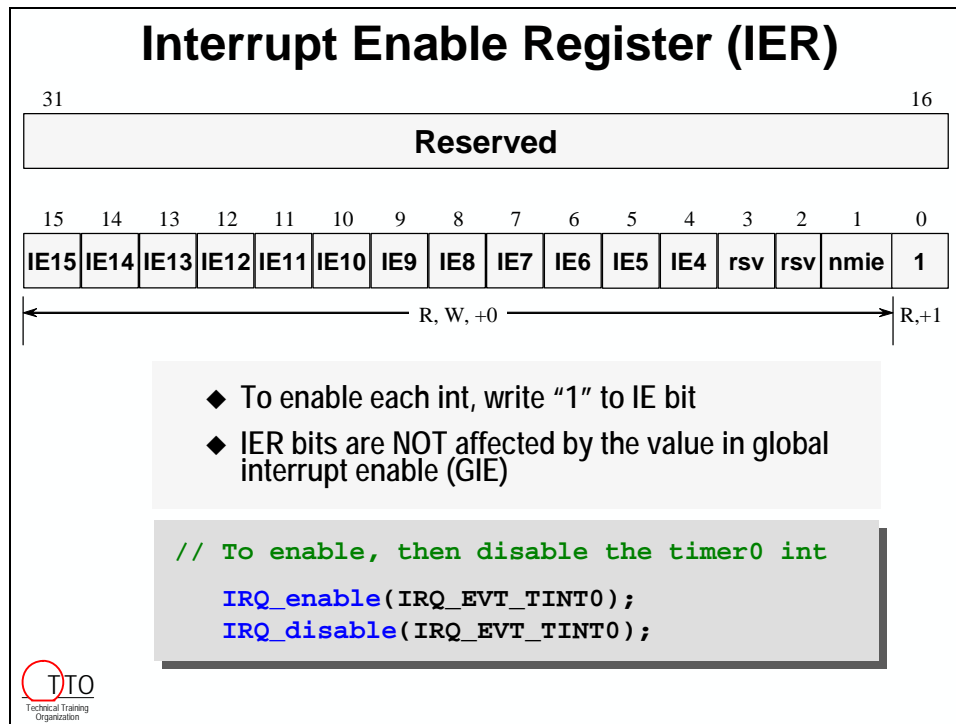 Interrupt Enable Register (IER)
31 16
Reserved
15 14 13 12 11 10 9 8 7 6 5 4 3 2 1 0
IE15 IE14 IE13 IE12 IE11 IE10 IE9 IE8 IE7 IE6 IE5 IE4 rsv rsv nmie 1
R, W, +0 R,+1
◆ To enable each int, write “1” to IE bit
◆ IER bits are NOT affected by the value in global
interrupt enable (GIE)
// To enable, then disable the timer0 int
IRQ_enable(IRQ_EVT_TINT0);
IRQ_disable(IRQ_EVT_TINT0);
TTO
Technical Training
Organization